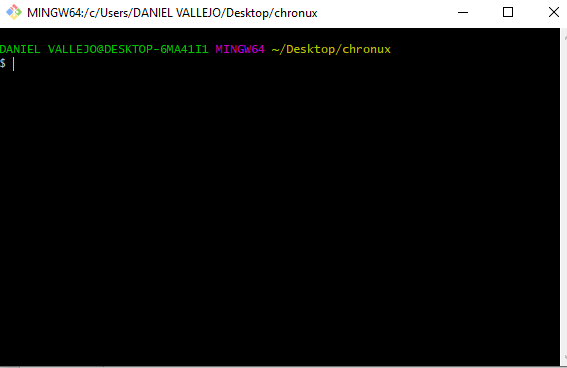 MINGW64:/c/Users/DANIEL VALLEJO/Desktop/chronux
DANIEL VALLEJO@DESKTOP-6MA41I1 MINGW64 ~/Desktop/chronux
$